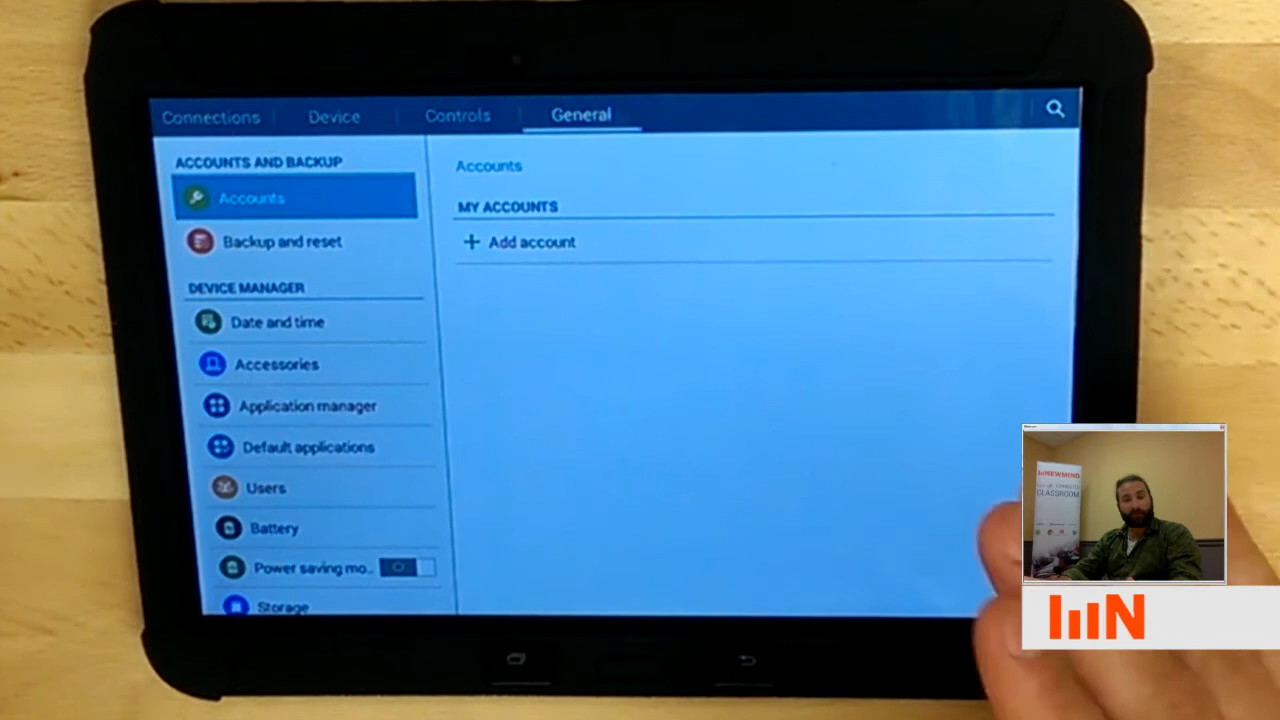 Connections
Device
Controls
General
ACCOUNTS AND BACKUP
Accounts
Backup and reset
DEVICE MANAGER
Date and time
Accessories
Application manager
Default applications
Users
Battery
Power saving mo..
Storage
Accounts
MY ACCOUNTS
+ Add account
NEWMIND
CLASSROOM
N